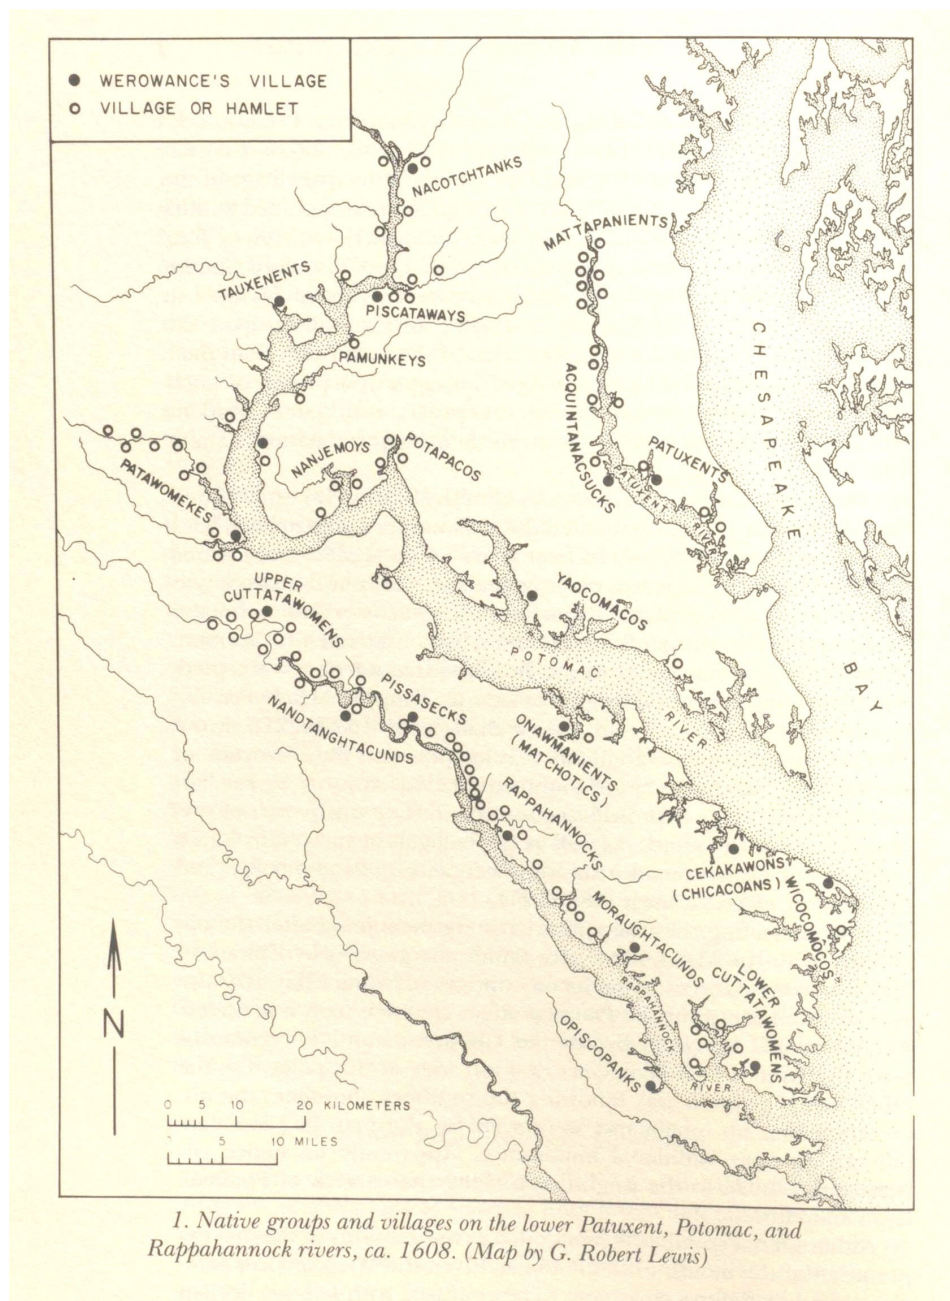 WEROWANCE'S VILLAGE
VILLAGE OR HAMLET
NACOTCHTANKS
MATTAPANIENTS
TAUXENENTS
PISCATAWAYS
PAMUNKEYS
CHESAPEAKE
BAY
ACQUINTANACSUCKS
NANJEMOYS
POTAPACOS
PATUXENTS
PATAWOMEKES
PATUXENT
RIVER
UPPER
CUTTATAWOMENS
YAOCOMACOS
POTOMAC
RIVER
PISSASECKS
NANDTANGHTACUNDS
ONAWMANIENTS
(MATCHOTICS)
RAPPAHANNOCKS
CEKAKAWONS
(CHICACOANS)
WICOCOMOCOS
MORAUGHTACUNDS
LOWER
CUTTATAWOMENS
RAPPAHANNOCK
RIVER
OPISCOPANKS
N
0 5 10 20 KILOMETERS
5 10 MILES
1. Native groups and villages on the lower Patuxent, Potomac, and
Rappahannock rivers, ca. 1608. (Map by G. Robert Lewis)